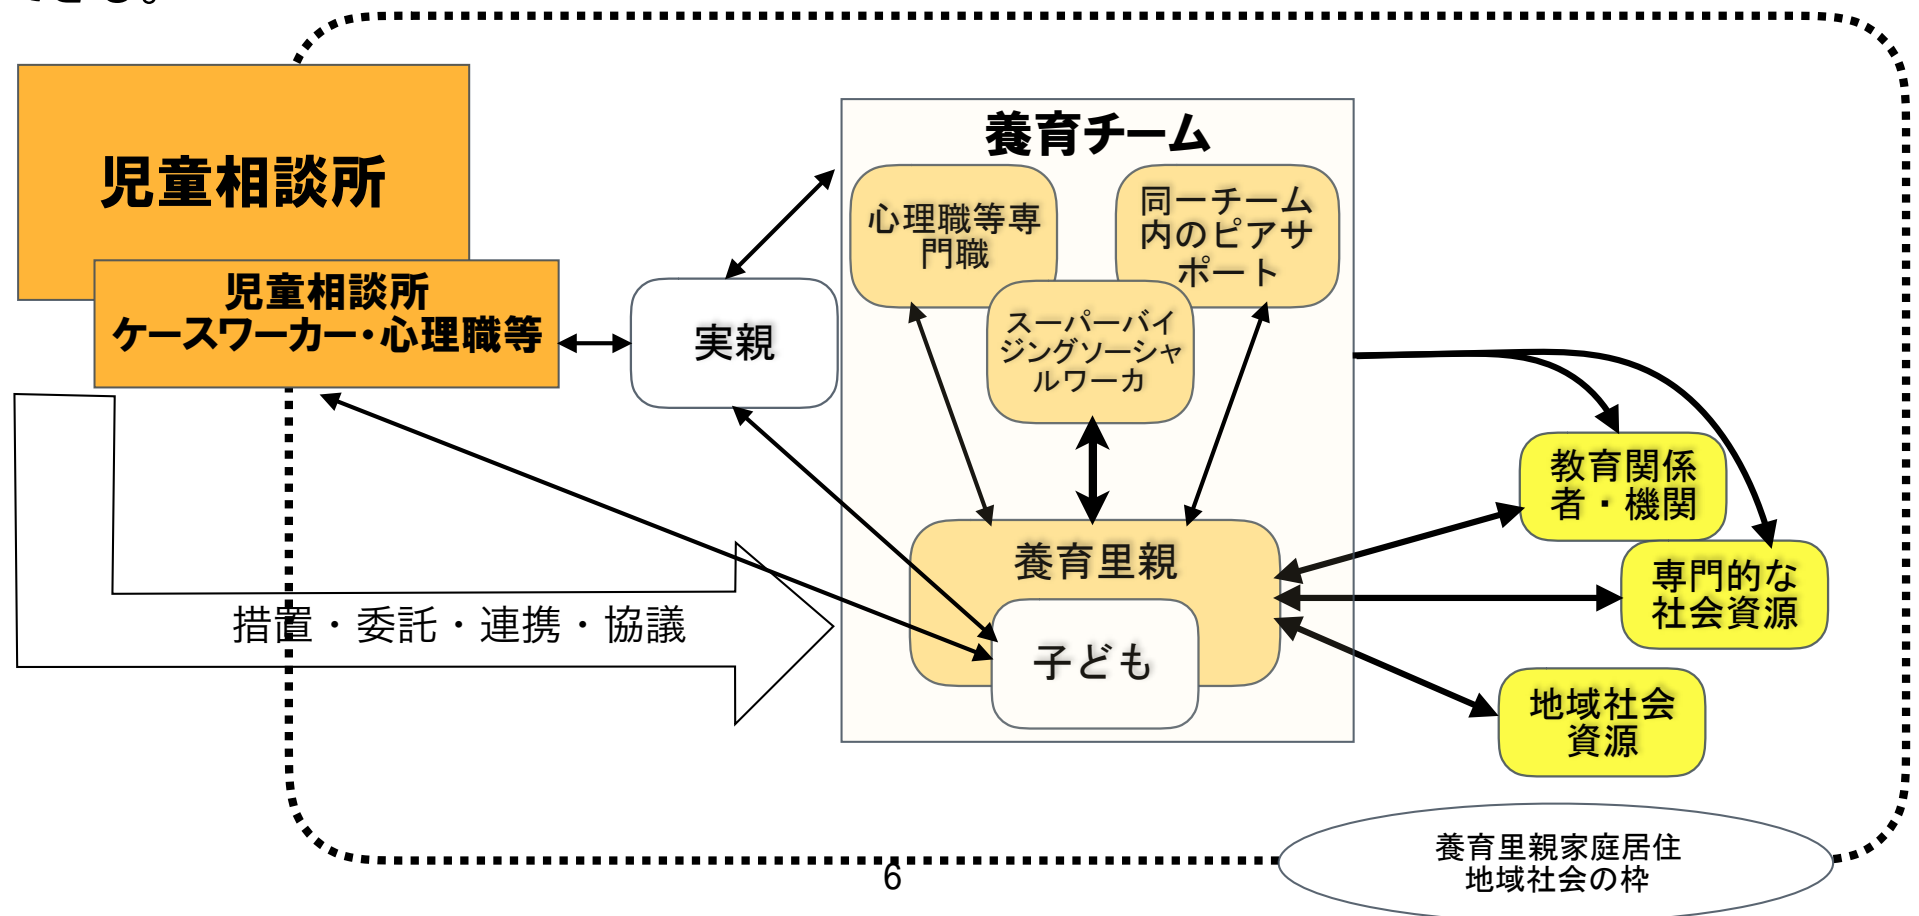 児童相談所
児童相談所
ケースワーカー・心理職等
実親
養育チーム
心理職等専
門職
同一チーム
内のピアサ
ポート
スーパーバイ
ジングソーシャ
ルワーカ
養育里親
子ども
措置・委託・連携・協議
教育関係
者・機関
専門的な
社会資源
地域社会
資源
養育里親家庭居住
地域社会の枠
6